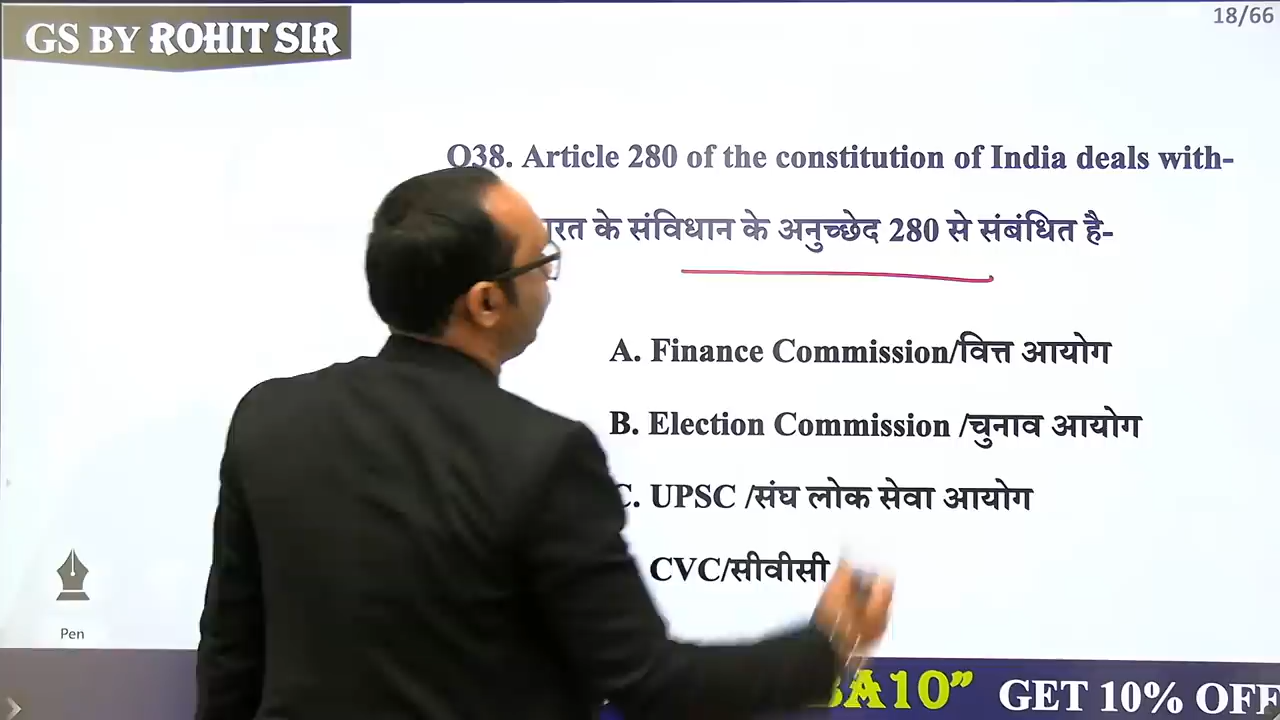 GS BY ROHIT SIR
18/66
Q38. Article 280 of the constitution of India deals with-
के संविधान के अनुच्छेद 280 से संबंधित है-
A. Finance Commission/वित्त आयोग
B. Election Commission /चुनाव आयोग
C. UPSC /संघ लोक सेवा आयोग
CVC/सीवीसी
Pen
GET 10% OFF